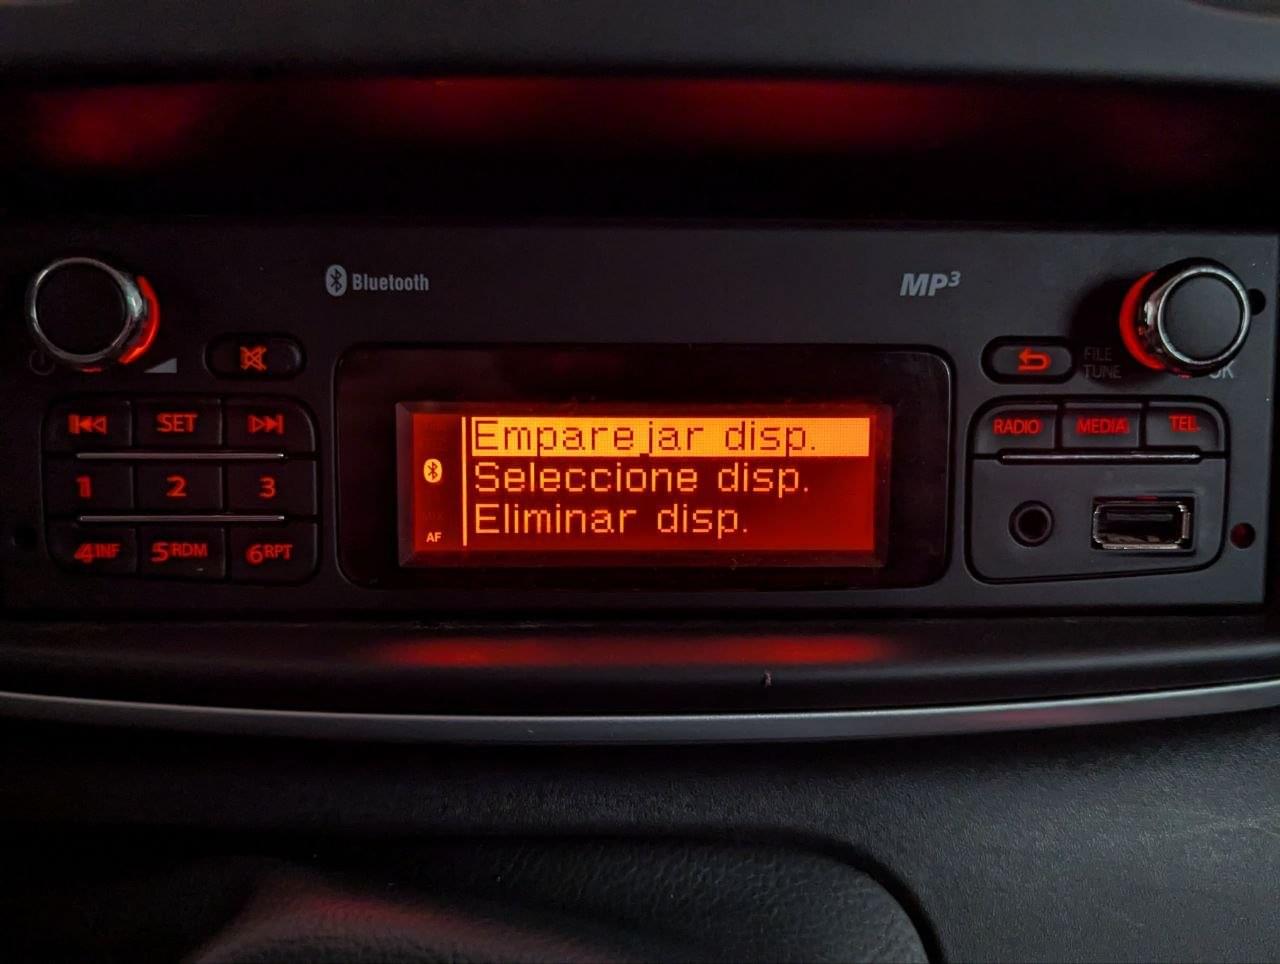 Bluetooth
MP3
FILE
TUNE
OK
SET
RADIO
MEDIA
TEL
Emparejar disp.
Seleccione disp.
Eliminar disp.
AF
1
2
3
4INF
5RDM
6RPT